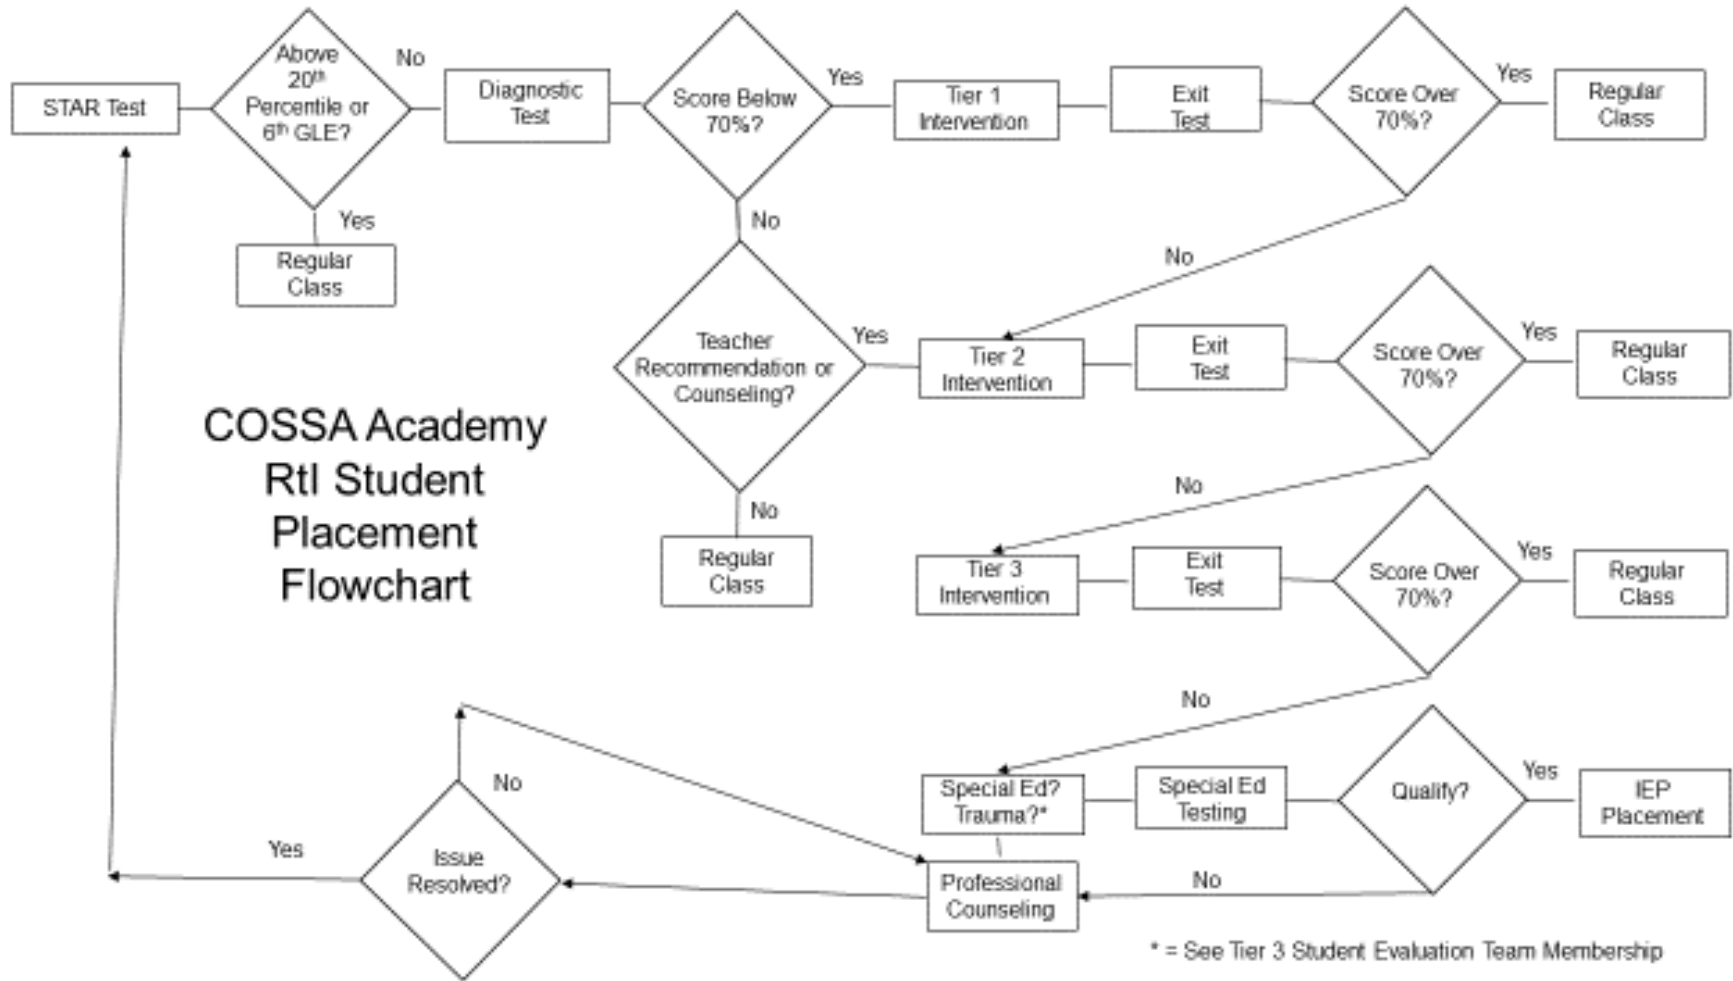 Above
20th
Percentile or
6th GLE?
No
STAR Test
Diagnostic
Test
Score Below
70%?
Yes
Tier 1
Intervention
Exit
Test
Score Over
70%?
Yes
Regular
Class
Yes
Regular
Class
No
No
Teacher
Recommendation or
Counseling?
Yes
Tier 2
Intervention
Exit
Test
Score Over
70%?
Yes
Regular
Class
COSSA Academy
RtI Student
Placement
Flowchart
No
Regular
Class
No
Tier 3
Intervention
Exit
Test
Score Over
70%?
Yes
Regular
Class
No
Special Ed?
Trauma?*
Special Ed
Testing
Qualify?
Yes
IEP
Placement
No
Yes
Issue
Resolved?
Professional
Counseling
No
* = See Tier 3 Student Evaluation Team Membership